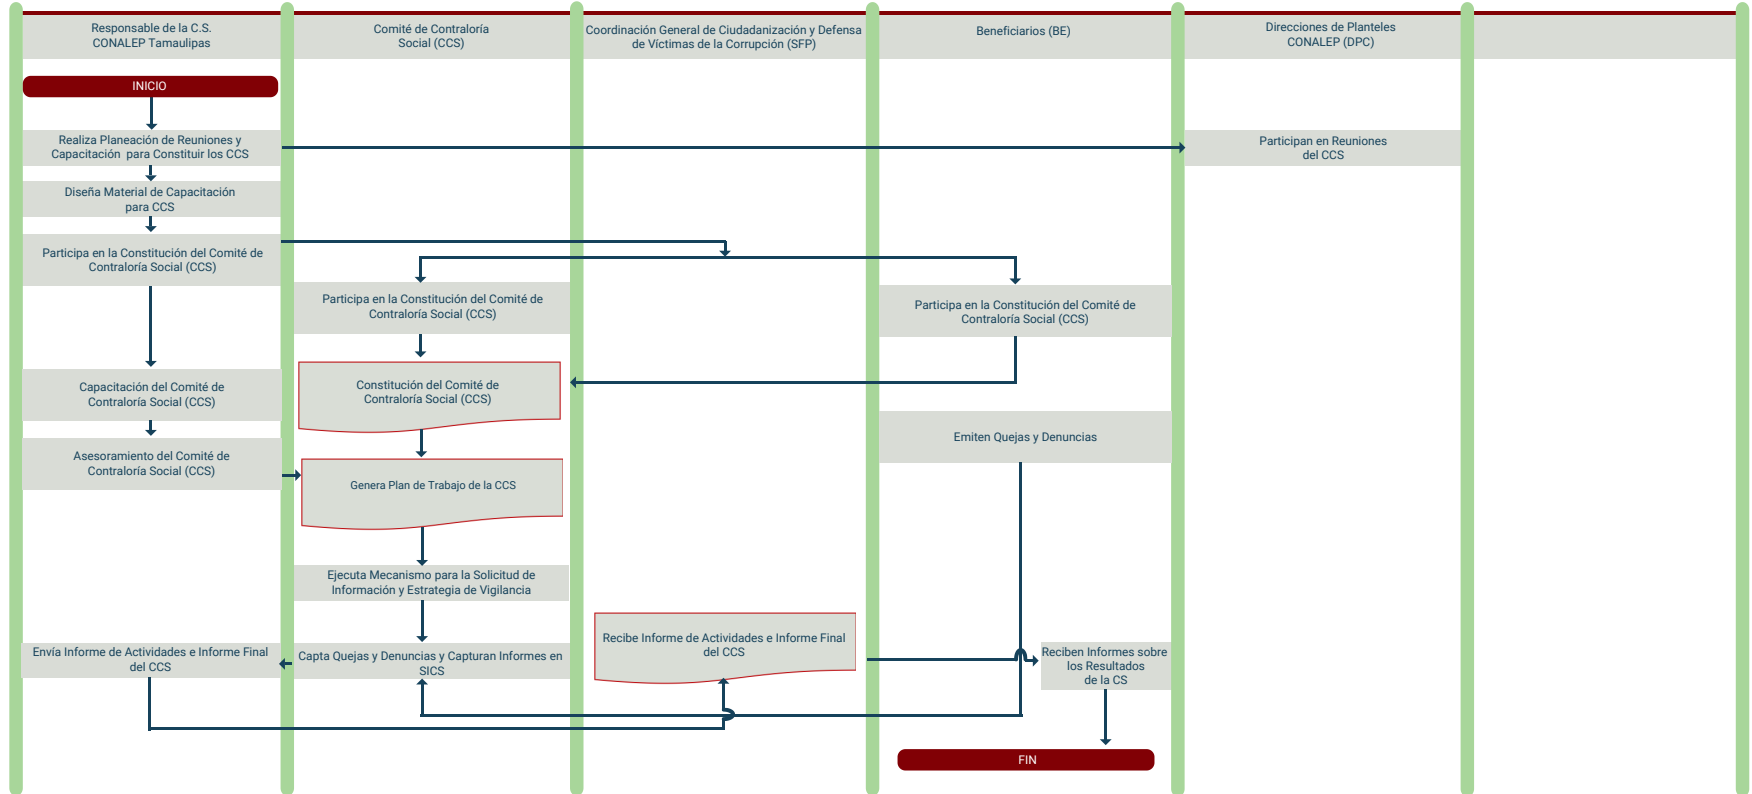 Responsable de la C.S.
CONALEP Tamaulipas
Comité de Contraloría
Social (CCS)
Coordinación General de Ciudadanización y Defensa
de Víctimas de la Corrupción (SFP)
Beneficiarios (BE)
Direcciones de Planteles
CONALEP (DPC)
INICIO
Realiza Planeación de Reuniones y
Capacitación para Constituir los CCS
Participan en Reuniones
del CCS
Diseña Material de Capacitación
para CCS
Participa en la Constitución del Comité de
Contraloría Social (CCS)
Participa en la Constitución del Comité de
Contraloría Social (CCS)
Participa en la Constitución del Comité de
Contraloría Social (CCS)
Capacitación del Comité de
Contraloría Social (CCS)
Constitución del Comité de
Contraloría Social (CCS)
Emiten Quejas y Denuncias
Asesoramiento del Comité de
Contraloría Social (CCS)
Genera Plan de Trabajo de la CCS
Ejecuta Mecanismo para la Solicitud de
Información y Estrategia de Vigilancia
Envía Informe de Actividades e Informe Final
del CCS
Capta Quejas y Denuncias y Capturan Informes en
SICS
Recibe Informe de Actividades e Informe Final
del CCS
Reciben Informes sobre
los Resultados
de la CS
FIN